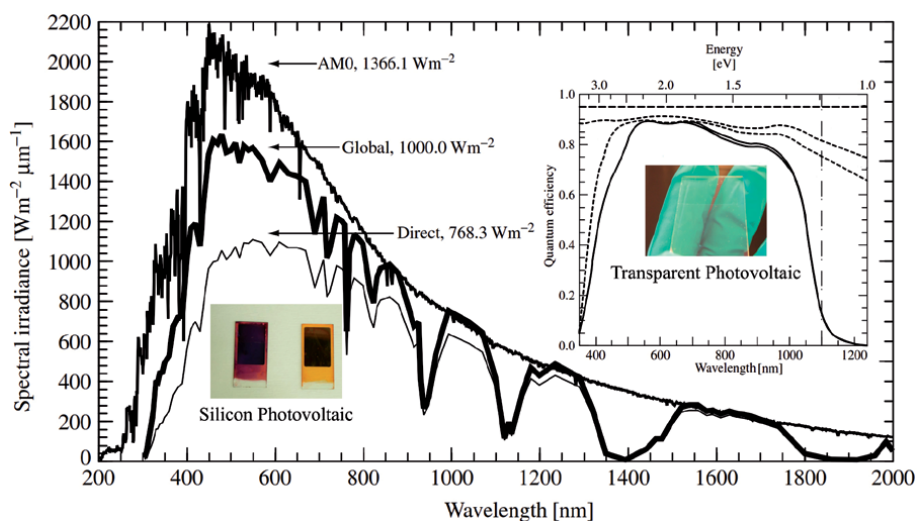 2200
2000
1800
1600
1400
1200
1000
800
600
400
200
0
Spectral irradiance [Wm−2 μm−1]
AM0, 1366.1 Wm−2
Global, 1000.0 Wm−2
Direct, 768.3 Wm−2
Silicon Photovoltaic
200 400 600 800 1000 1200 1400 1600 1800 2000
Wavelength [nm]
Energy
[eV]
3.0 2.0 1.5 1.0
1.0
0.8
0.6
0.4
0.2
0.0
Quantum efficiency
Transparent Photovoltaic
400 600 800 1000 1200
Wavelength [nm]